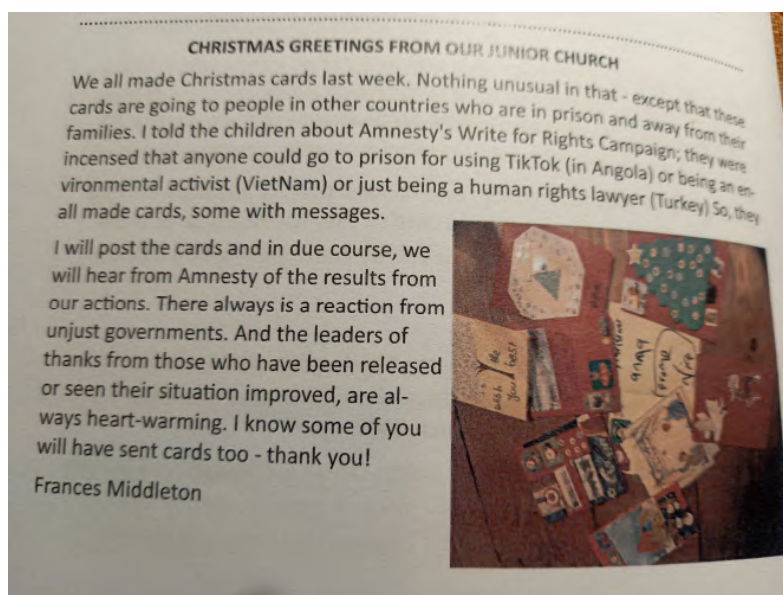 CHRISTMAS GREETINGS FROM OUR JUNIOR CHURCH
We all made Christmas cards last week. Nothing unusual in that - except that these
cards are going to people in other countries who are in prison and away from their
families. I told the children about Amnesty's Write for Rights Campaign; they were
incensed that anyone could go to prison for using TikTok (in Angola) or being an en-
vironmental activist (VietNam) or just being a human rights lawyer (Turkey) So, they
all made cards, some with messages.
I will post the cards and in due course, we
will hear from Amnesty of the results from
our actions. There always is a reaction from
unjust governments. And the leaders of
thanks from those who have been released
or seen their situation improved, are al-
ways heart-warming. I know some of you
will have sent cards too - thank you!
Frances Middleton
wish you the
best